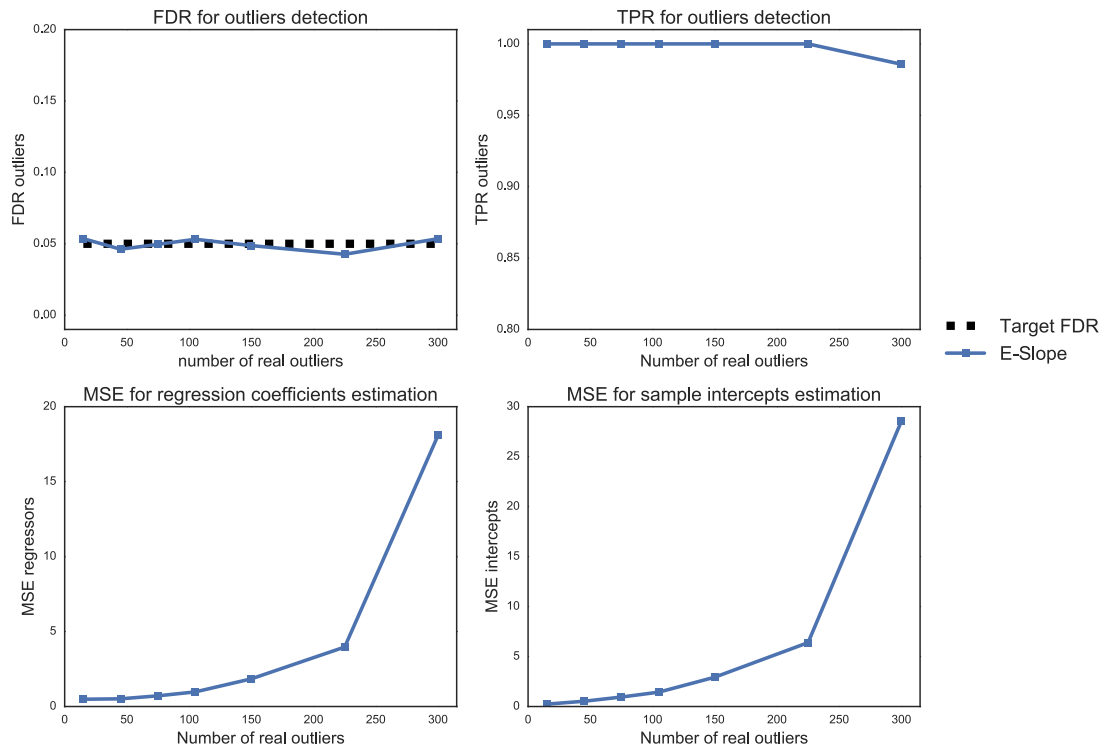 FDR for outliers detection
0.20
0.15
0.10
0.05
0.00
FDR outliers
0 50 100 150 200 250 300
number of real outliers
TPR for outliers detection
1.00
0.95
0.90
0.85
0.80
TPR outliers
0 50 100 150 200 250 300
Number of real outliers
Target FDR
E-Slope
MSE for regression coefficients estimation
20
15
10
5
0
MSE regressors
0 50 100 150 200 250 300
Number of real outliers
MSE for sample intercepts estimation
30
25
20
15
10
5
0
MSE intercepts
0 50 100 150 200 250 300
Number of real outliers